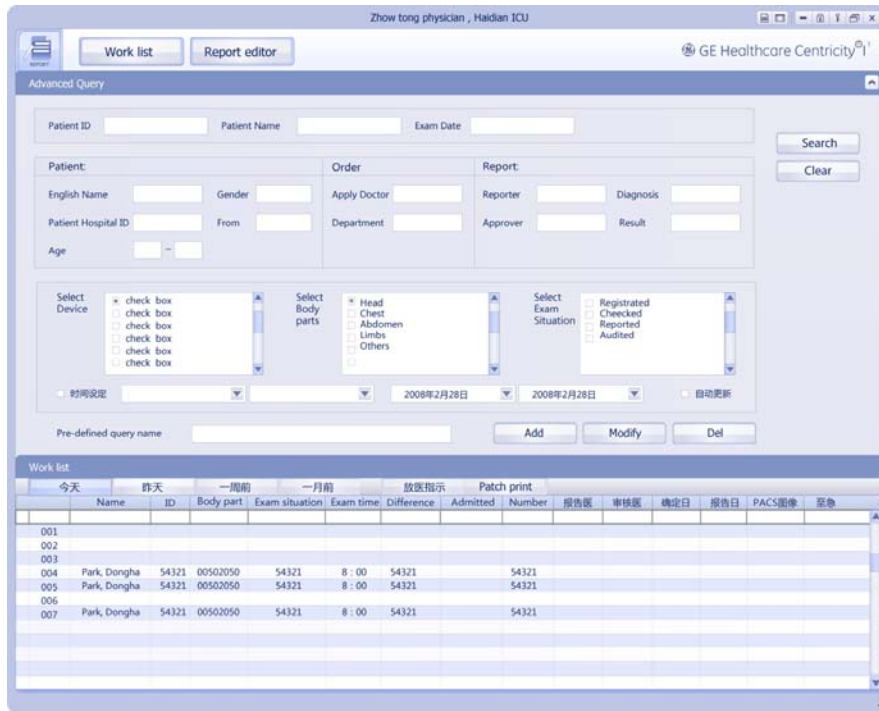 Zhow tong physician , Haidian ICU
REPORT
Work list
Report editor
GE Healthcare Centricity
Advanced Query
Patient ID
Patient Name
Exam Date
Search
Clear
Patient:
Order
Report:
English Name
Gender
Apply Doctor
Reporter
Diagnosis
Patient Hospital ID
From
Department
Approver
Result
Age ~
Select Device
check box
check box
check box
check box
check box
check box
Select Body parts
Head
Chest
Abdomen
Limbs
Others
Select Exam Situation
Registrated
Cheecked
Reported
Audited
时间设定 2008年2月28日 2008年2月28日 自动更新
Pre-defined query name
Add
Modify
Del
Work list
今天 昨天 一周前 一月前 放医指示 Patch print
Name ID Body part Exam situation Exam time Difference Admitted Number 报告医 审核医 确定日 报告日 PACS图像 至急
001
002
003
004 Park, Dongha 54321 00502050 54321 8 : 00 54321 54321
005 Park, Dongha 54321 00502050 54321 8 : 00 54321 54321
006
007 Park, Dongha 54321 00502050 54321 8 : 00 54321 54321